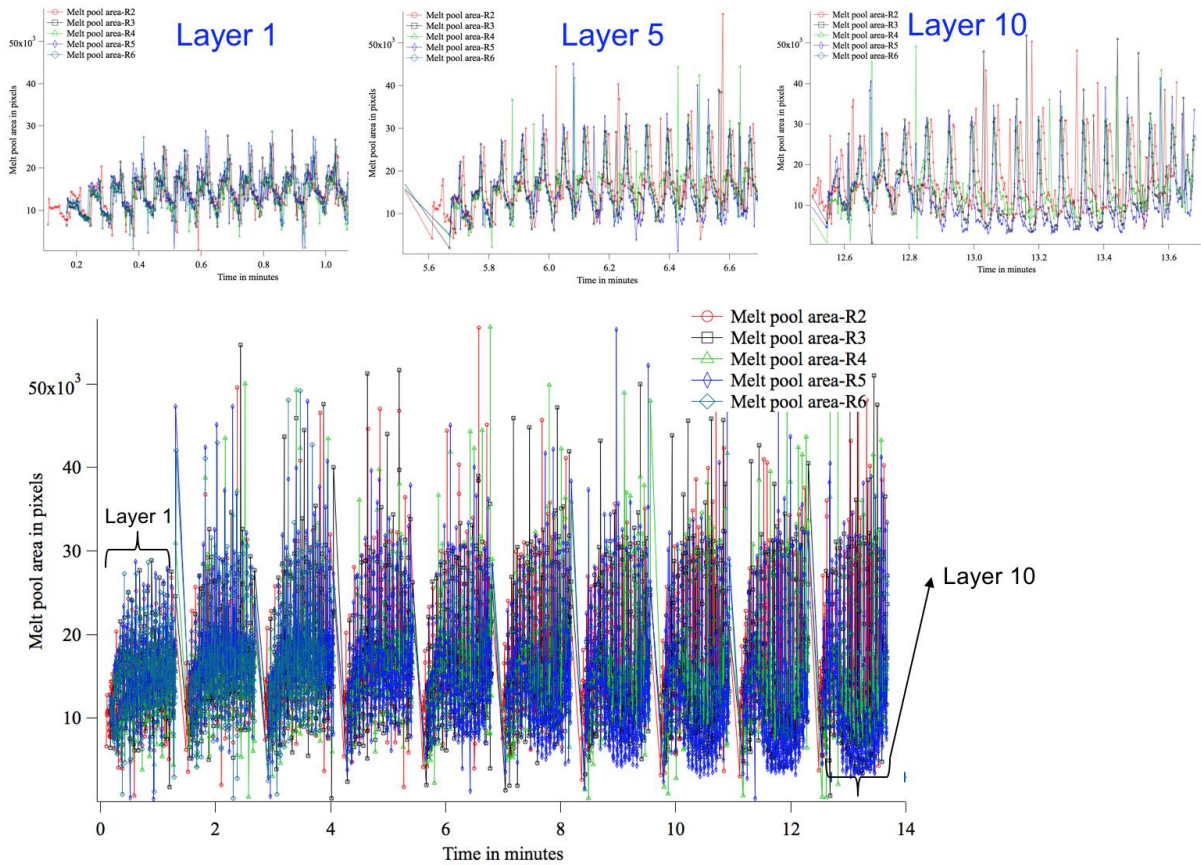 Layer 1
Melt pool area-R2
Melt pool area-R3
Melt pool area-R4
Melt pool area-R5
Melt pool area-R6
50x10³
40
30
20
10
Melt pool area in pixels
0.2 0.4 0.6 0.8 1.0
Time in minutes
Layer 5
Melt pool area-R2
Melt pool area-R3
Melt pool area-R4
Melt pool area-R5
Melt pool area-R6
50x10³
40
30
20
10
Melt pool area in pixels
5.6 5.8 6.0 6.2 6.4 6.6
Time in minutes
Layer 10
Melt pool area-R2
Melt pool area-R3
Melt pool area-R4
Melt pool area-R5
Melt pool area-R6
50x10³
40
30
20
10
Melt pool area in pixels
12.6 12.8 13.0 13.2 13.4 13.6
Time in minutes
Melt pool area-R2
Melt pool area-R3
Melt pool area-R4
Melt pool area-R5
Melt pool area-R6
50x10³
40
30
20
10
Melt pool area in pixels
Layer 1
Layer 10
0 2 4 6 8 10 12 14
Time in minutes